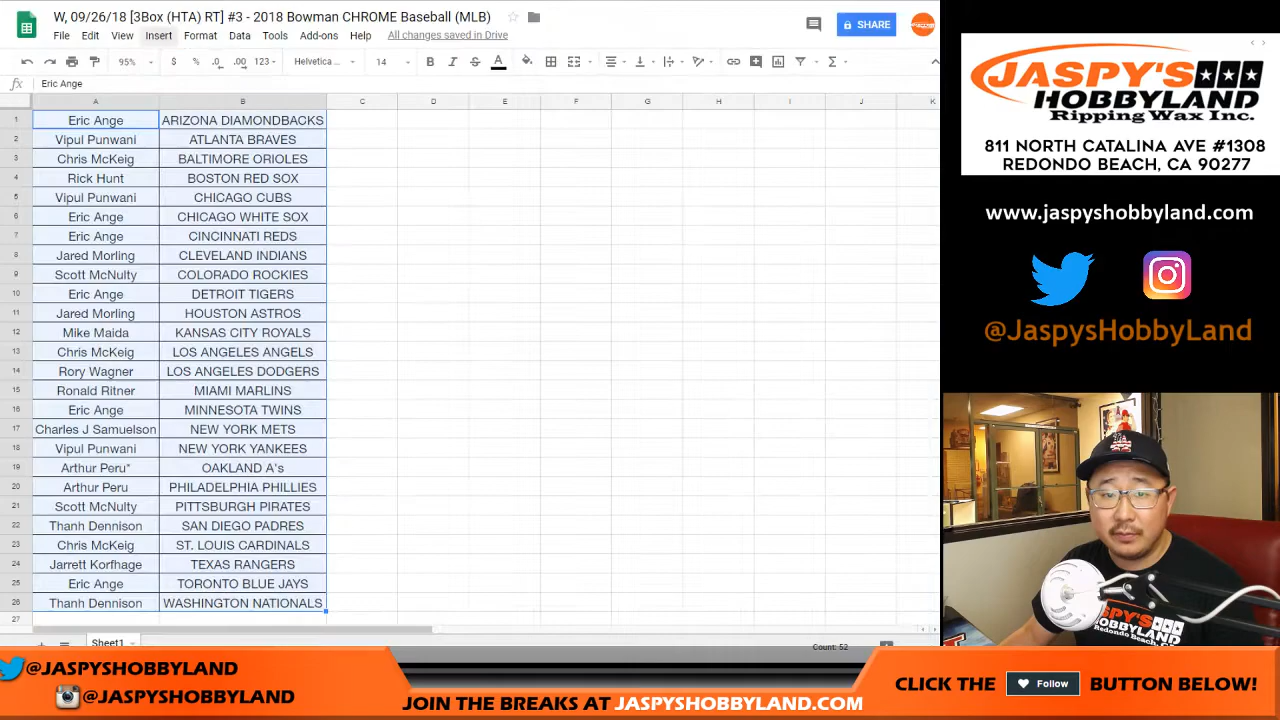 W, 09/26/18 [3Box (HTA) RT] #3 - 2018 Bowman CHROME Baseball (MLB)
File Edit View Insert Format Data Tools Add-ons Help All changes saved in Drive
SHARE
95% $ % .0 .00 123 Helvetica... 14 B I S A
fx Eric Ange
A B C D E F G H I J K
1 Eric Ange ARIZONA DIAMONDBACKS
2 Vipul Punwani ATLANTA BRAVES
3 Chris McKeig BALTIMORE ORIOLES
4 Rick Hunt BOSTON RED SOX
5 Vipul Punwani CHICAGO CUBS
6 Eric Ange CHICAGO WHITE SOX
7 Eric Ange CINCINNATI REDS
8 Jared Morling CLEVELAND INDIANS
9 Scott McNulty COLORADO ROCKIES
10 Eric Ange DETROIT TIGERS
11 Jared Morling HOUSTON ASTROS
12 Mike Maida KANSAS CITY ROYALS
13 Chris McKeig LOS ANGELES ANGELS
14 Rory Wagner LOS ANGELES DODGERS
15 Ronald Ritner MIAMI MARLINS
16 Eric Ange MINNESOTA TWINS
17 Charles J Samuelson NEW YORK METS
18 Vipul Punwani NEW YORK YANKEES
19 Arthur Peru* OAKLAND A's
20 Arthur Peru PHILADELPHIA PHILLIES
21 Scott McNulty PITTSBURGH PIRATES
22 Thanh Dennison SAN DIEGO PADRES
23 Chris McKeig ST. LOUIS CARDINALS
24 Jarrett Korfhage TEXAS RANGERS
25 Eric Ange TORONTO BLUE JAYS
26 Thanh Dennison WASHINGTON NATIONALS
27
Sheet1
Count: 52
JASPY'S
HOBBYLAND
Ripping Wax Inc.
811 NORTH CATALINA AVE #1308
REDONDO BEACH, CA 90277
www.jaspyshobbyland.com
@JaspysHobbyLand
JASPY'S
HOBBYLAND
Redondo Beach,
@JASPYSHOBBYLAND
@JASPYSHOBBYLAND
JOIN THE BREAKS AT JASPYSHOBBYLAND.COM
CLICK THE Follow BUTTON BELOW!